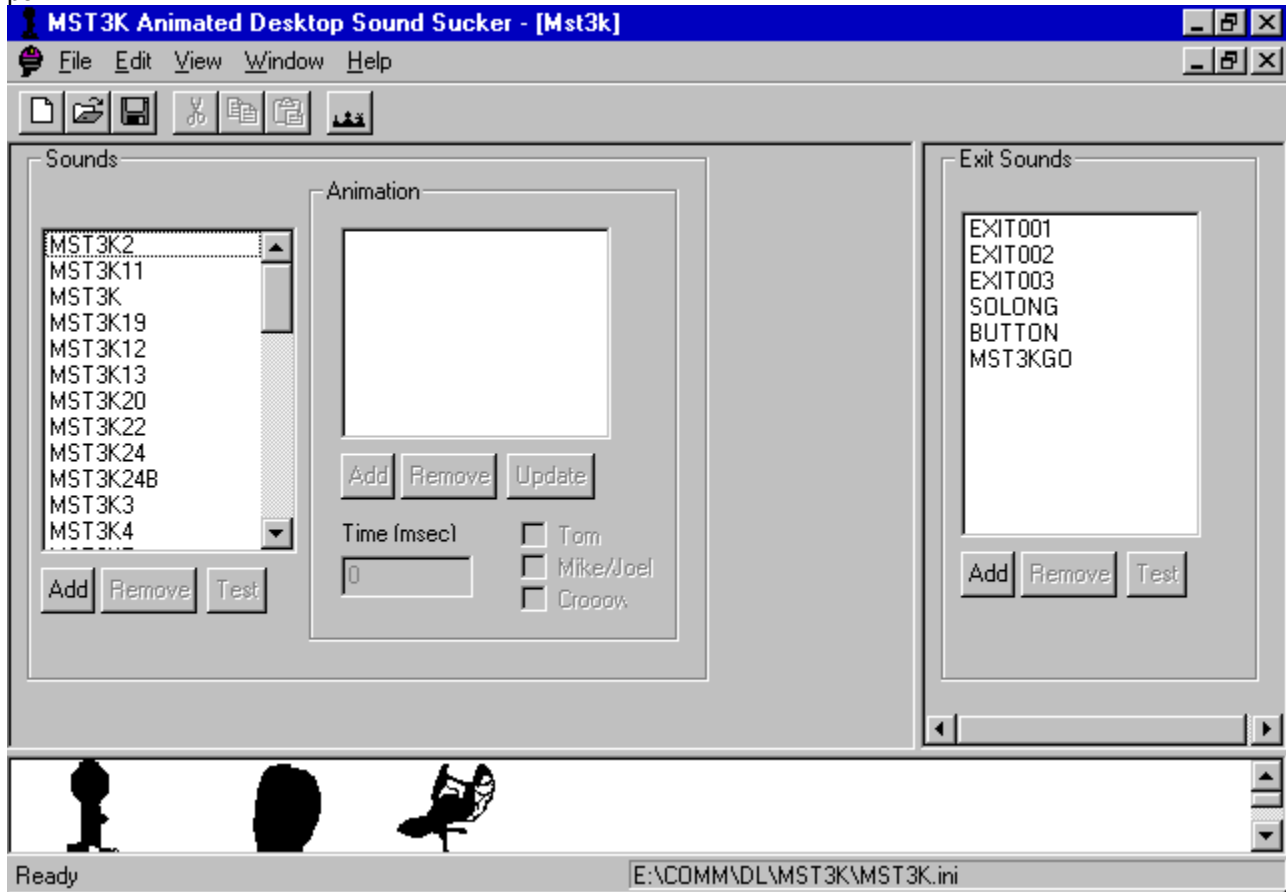 MST3K Animated Desktop Sound Sucker - [Mst3k]
File Edit View Window Help
Sounds
Animation
MST3K2
MST3K11
MST3K
MST3K19
MST3K12
MST3K13
MST3K20
MST3K22
MST3K24
MST3K24B
MST3K3
MST3K4
Add Remove Test
Add Remove Update
Time (msec)
0
Tom
Mike/Joel
Crooow
Exit Sounds
EXIT001
EXIT002
EXIT003
SOLONG
BUTTON
MST3KGO
Add Remove Test
Ready
E:\COMM\DL\MST3K\MST3K.ini